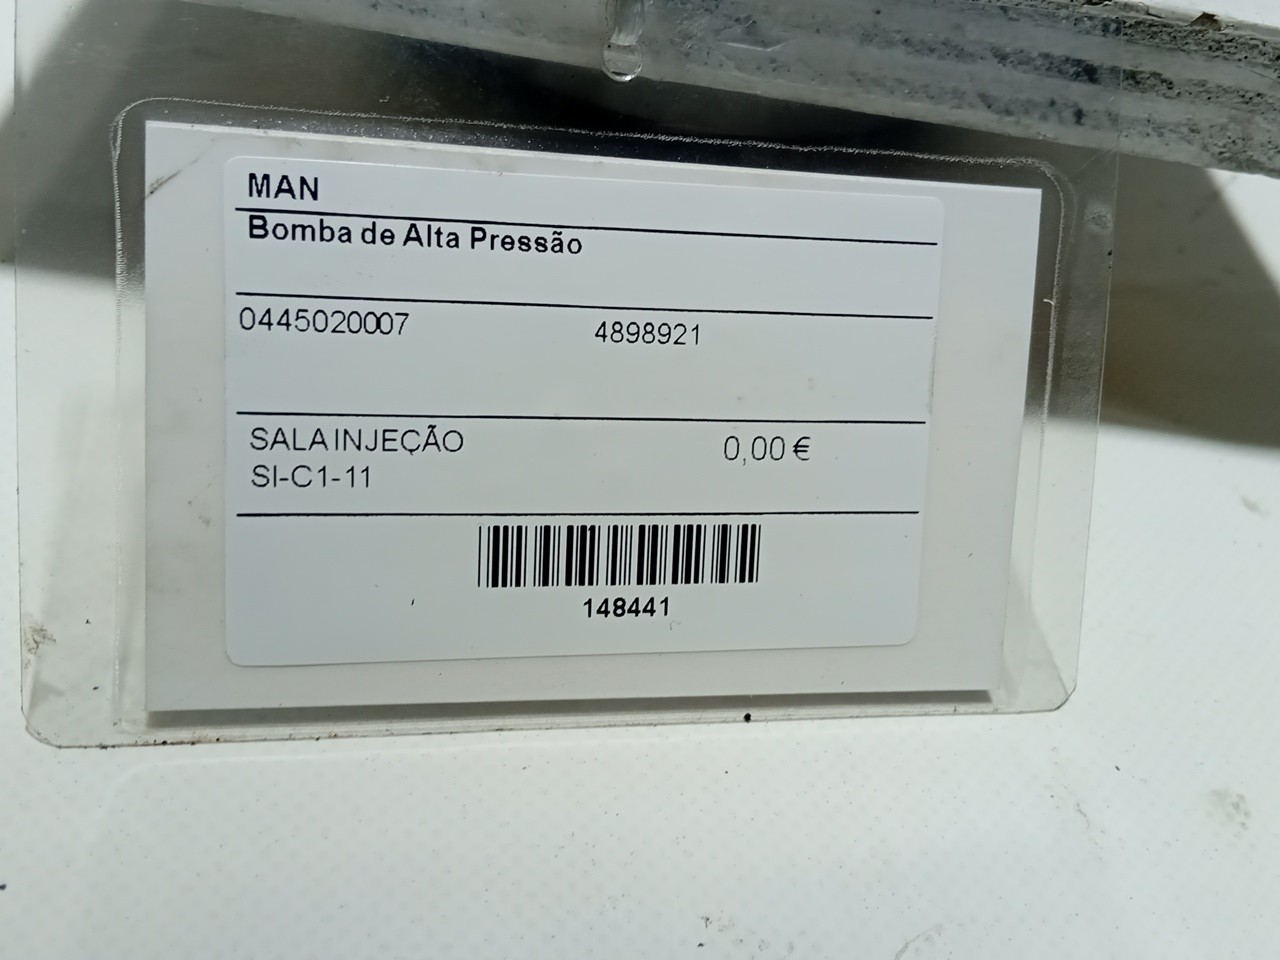 MAN
Bomba de Alta Pressão
0445020007 4898921
SALA INJEÇÃO 0,00 €
SI-C1-11
148441